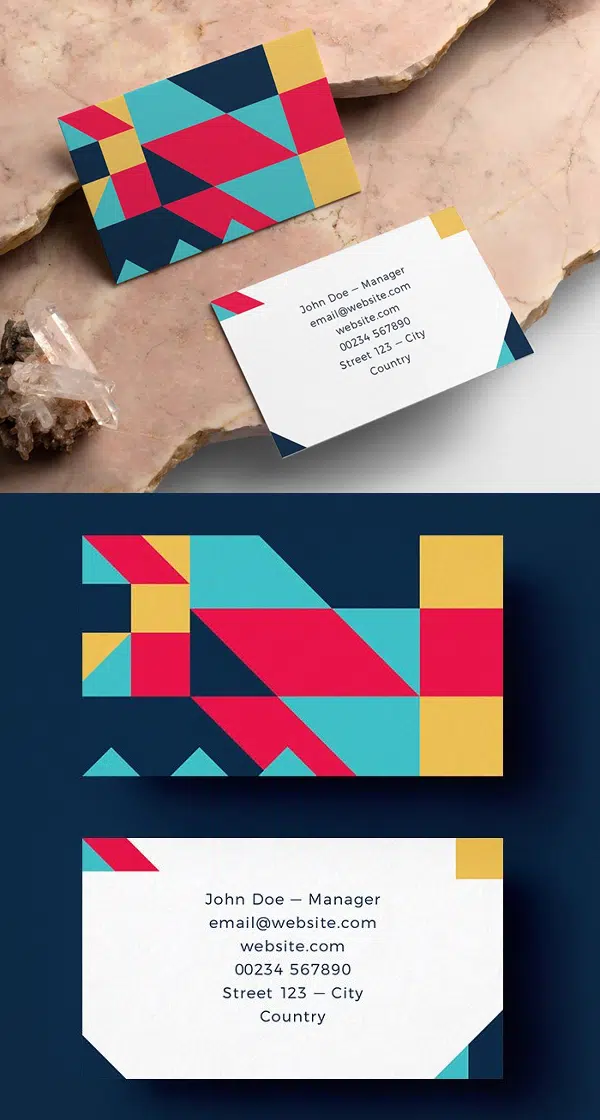 John Doe — Manager
email@website.com
website.com
00234 567890
Street 123 — City
Country
John Doe — Manager
email@website.com
website.com
00234 567890
Street 123 — City
Country